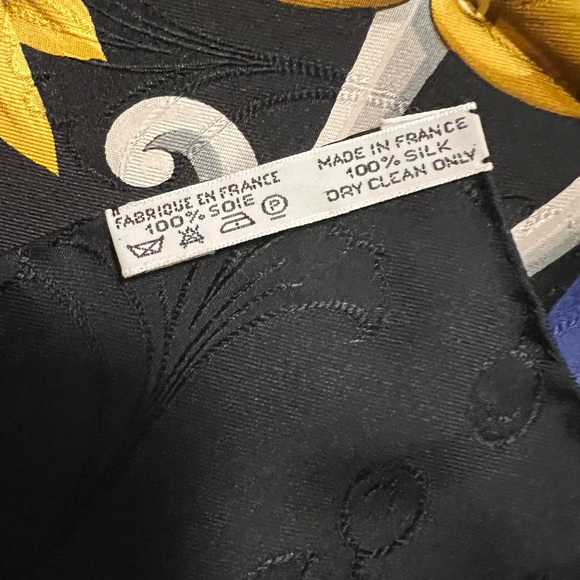 FABRIQUE EN FRANCE
100% SOIE
P
MADE IN FRANCE
100% SILK
DRY CLEAN ONLY